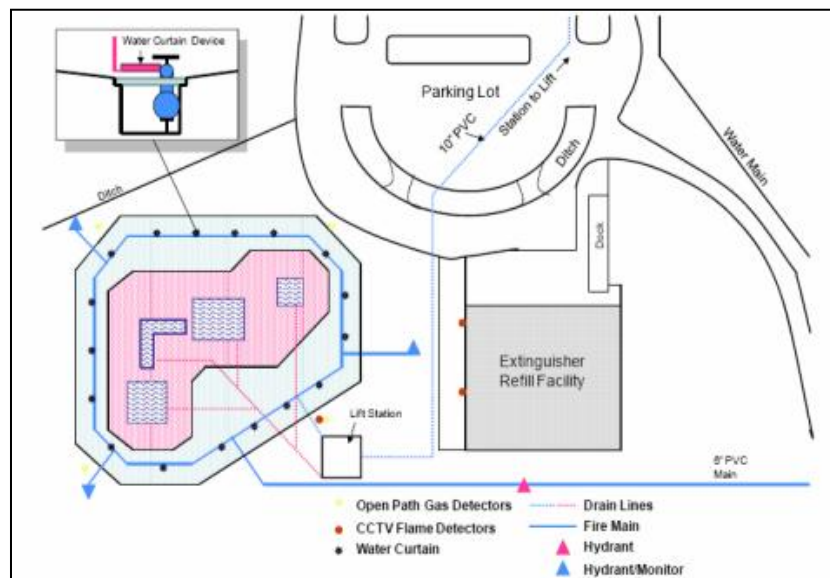 Water Curtain Device
Parking Lot
10" PVC
Station to Lift
Ditch
Water Main
Ditch
Dock
Extinguisher
Refill Facility
Lift Station
6" PVC
Main
Open Path Gas Detectors
CCTV Flame Detectors
Water Curtain
Drain Lines
Fire Main
Hydrant
Hydrant/Monitor